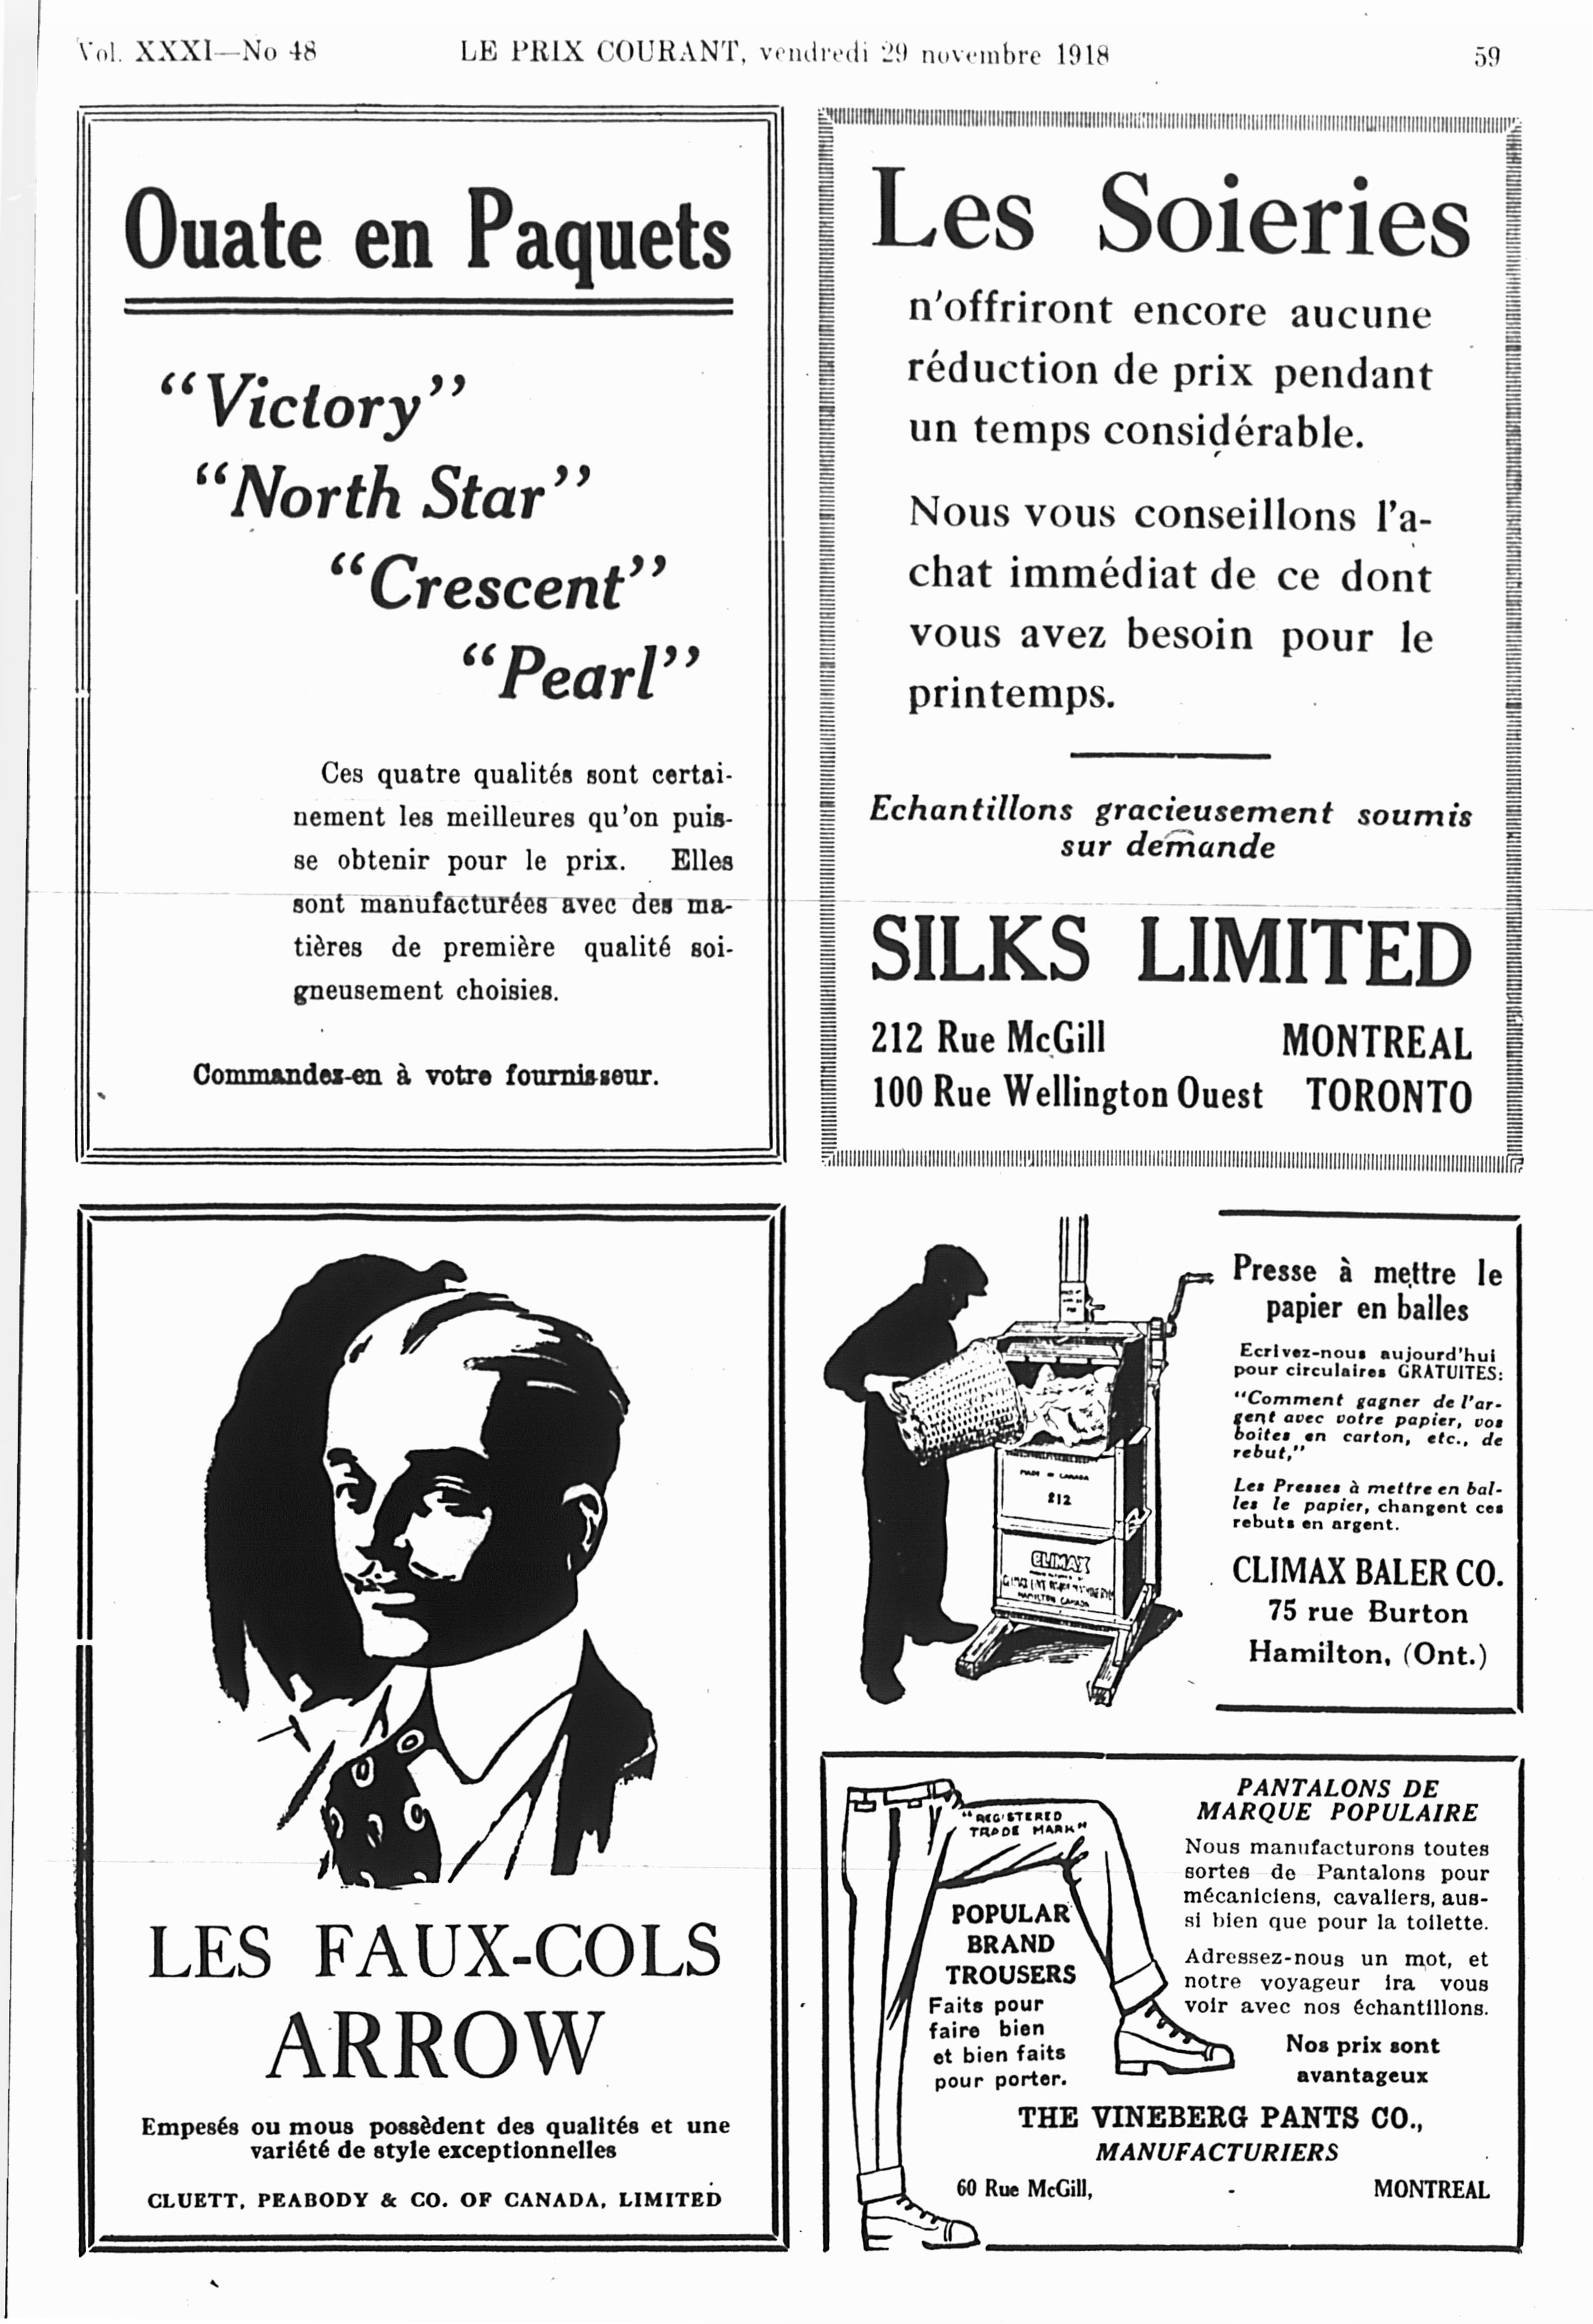 Vol. XXXI—No 48
LE PRIX COURANT, vendredi 29 novembre 1918
59
Ouate en Paquets
"Victory"
"North Star"
"Crescent"
"Pearl"
Ces quatre qualités sont certai-
nement les meilleures qu'on puis-
se obtenir pour le prix. Elles
sont manufacturées avec des ma-
tières de première qualité soi-
gneusement choisies.
Commandez-en à votre fournisseur.
Les Soieries
n'offriront encore aucune
réduction de prix pendant
un temps considérable.
Nous vous conseillons l'a-
chat immédiat de ce dont
vous avez besoin pour le
printemps.
Echantillons gracieusement soumis
sur demande
SILKS LIMITED
212 Rue McGill MONTREAL
100 Rue Wellington Ouest TORONTO
LES FAUX-COLS
ARROW
Empesés ou mous possèdent des qualités et une
variété de style exceptionnelles
CLUETT, PEABODY & CO. OF CANADA, LIMITED
MADE IN CANADA
212
CLIMAX
HAMILTON CANADA
Presse à mettre le
papier en balles
Ecrivez-nous aujourd'hui
pour circulaires GRATUITES:
"Comment gagner de l'ar-
gent avec votre papier, vos
boites en carton, etc., de
rebut,"
Les Presses à mettre en bal-
les le papier, changent ces
rebuts en argent.
CLIMAX BALER CO.
75 rue Burton
Hamilton, (Ont.)
"REGISTERED
TRADE MARK"
POPULAR
BRAND
TROUSERS
Faits pour
faire bien
et bien faits
pour porter.
PANTALONS DE
MARQUE POPULAIRE
Nous manufacturons toutes
sortes de Pantalons pour
mécaniciens, cavaliers, aus-
si bien que pour la toilette.
Adressez-nous un mot, et
notre voyageur ira vous
voir avec nos échantillons.
Nos prix sont
avantageux
THE VINEBERG PANTS CO.,
MANUFACTURIERS
60 Rue McGill, - MONTREAL